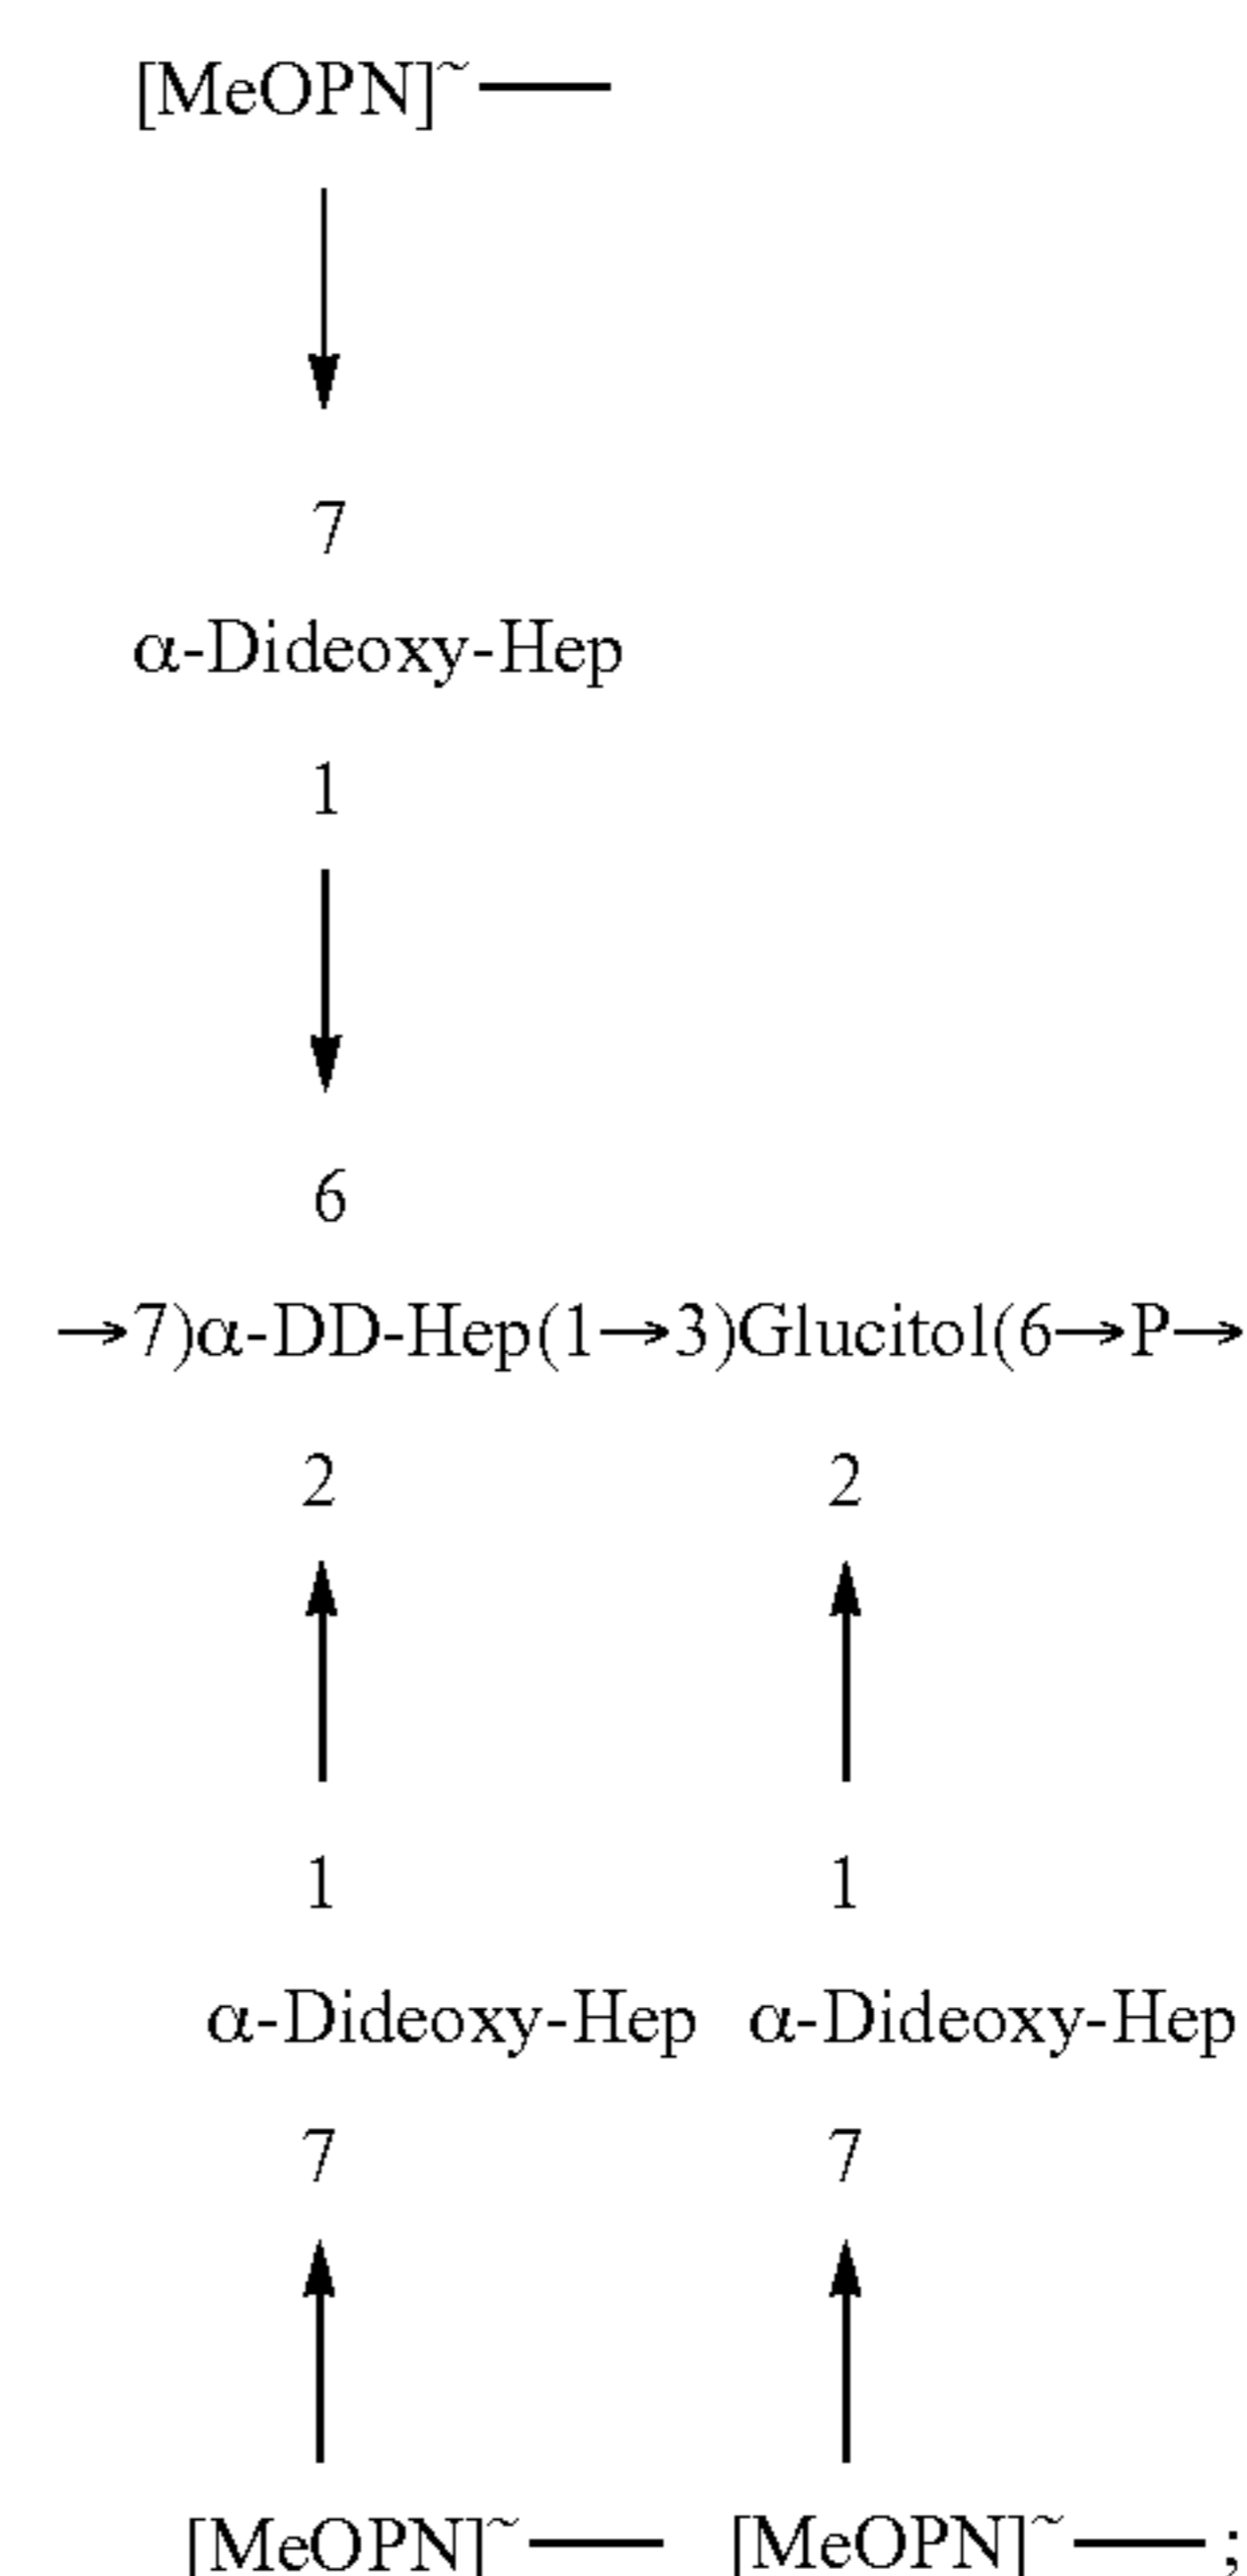 [MeOPN]~—
7
α-Dideoxy-Hep
1
6
→7)α-DD-Hep(1→3)Glucitol(6→P→
2 2
1 1
α-Dideoxy-Hep α-Dideoxy-Hep
7 7
[MeOPN]~— [MeOPN]~—;